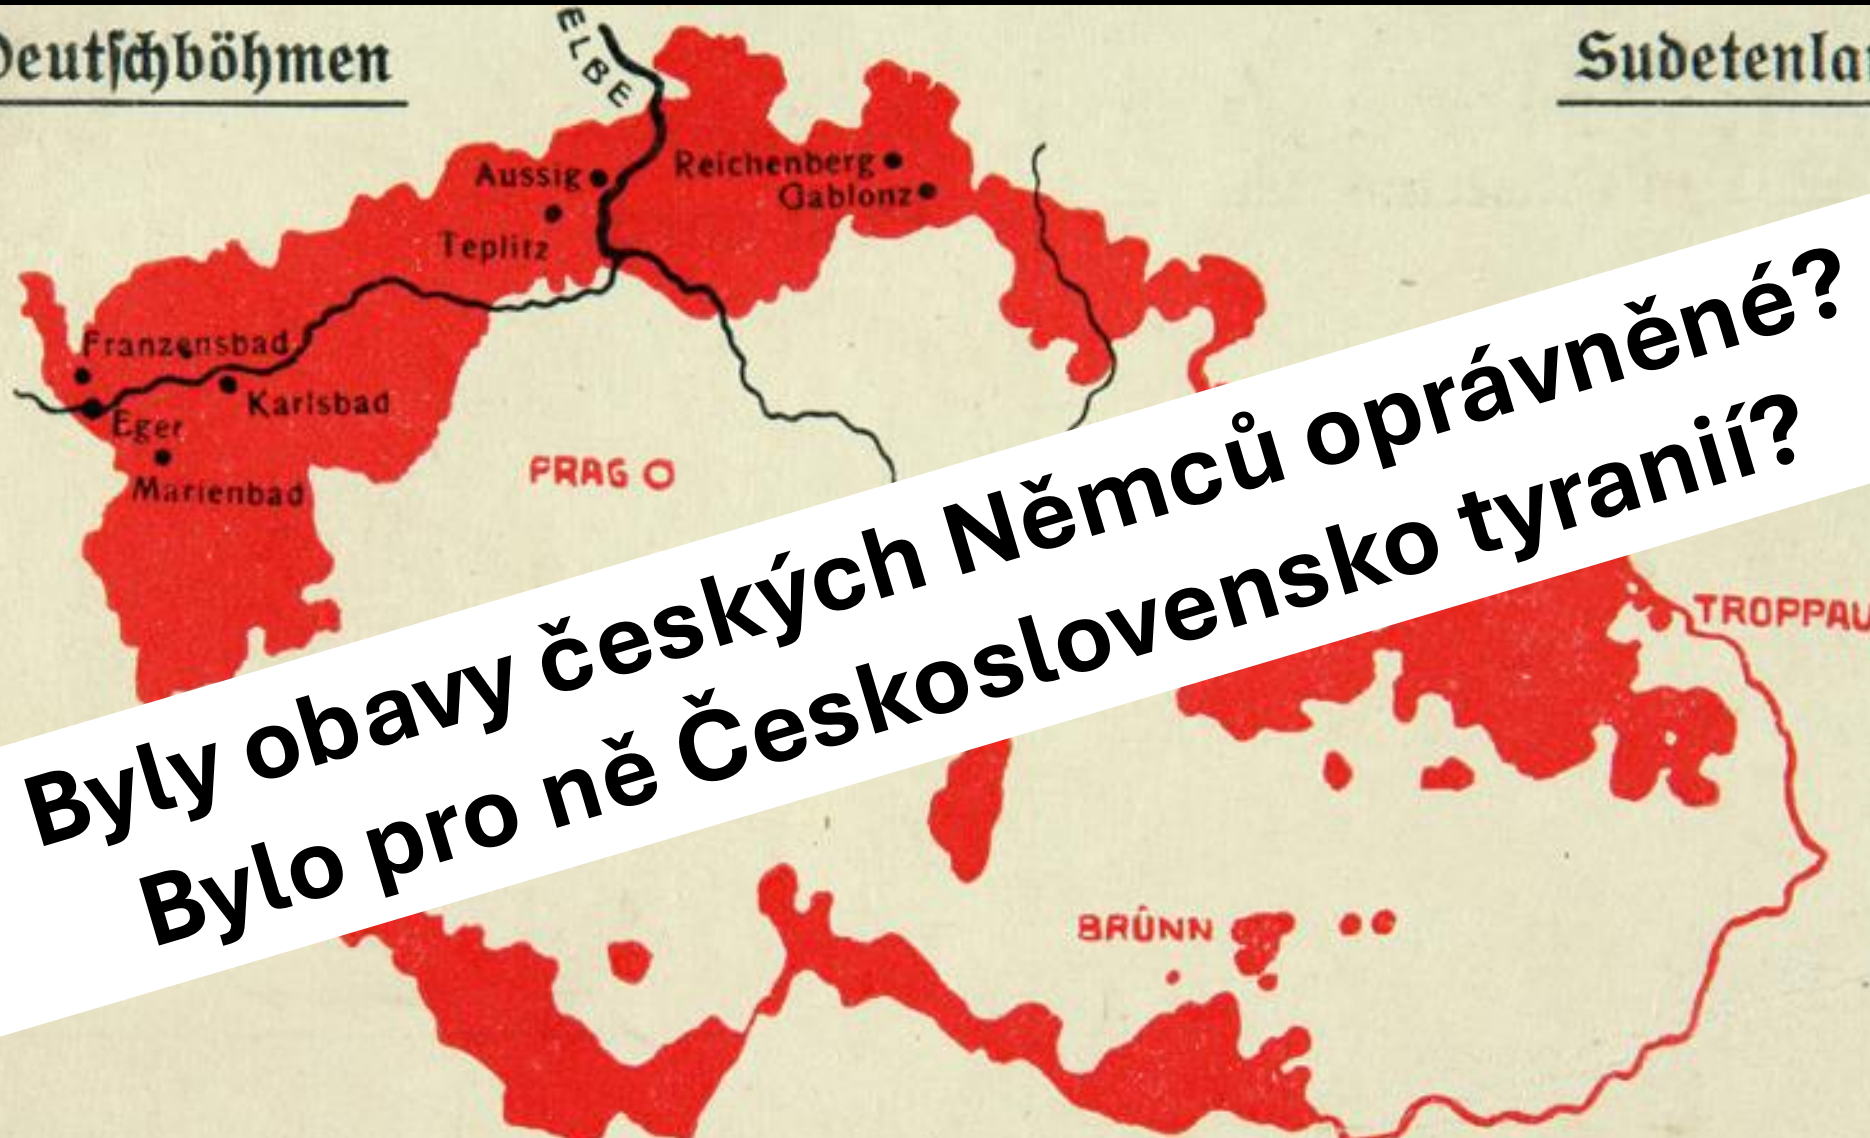 Deutſchböhmen
Sudetenla
ELBE
Aussig
Reichenberg
Gablonz
Teplitz
Franzensbad
Karlsbad
Eger
Marienbad
PRAG
Byly obavy českých Němců oprávněné?
Bylo pro ně Československo tyranií?
TROPPAU
BRÜNN